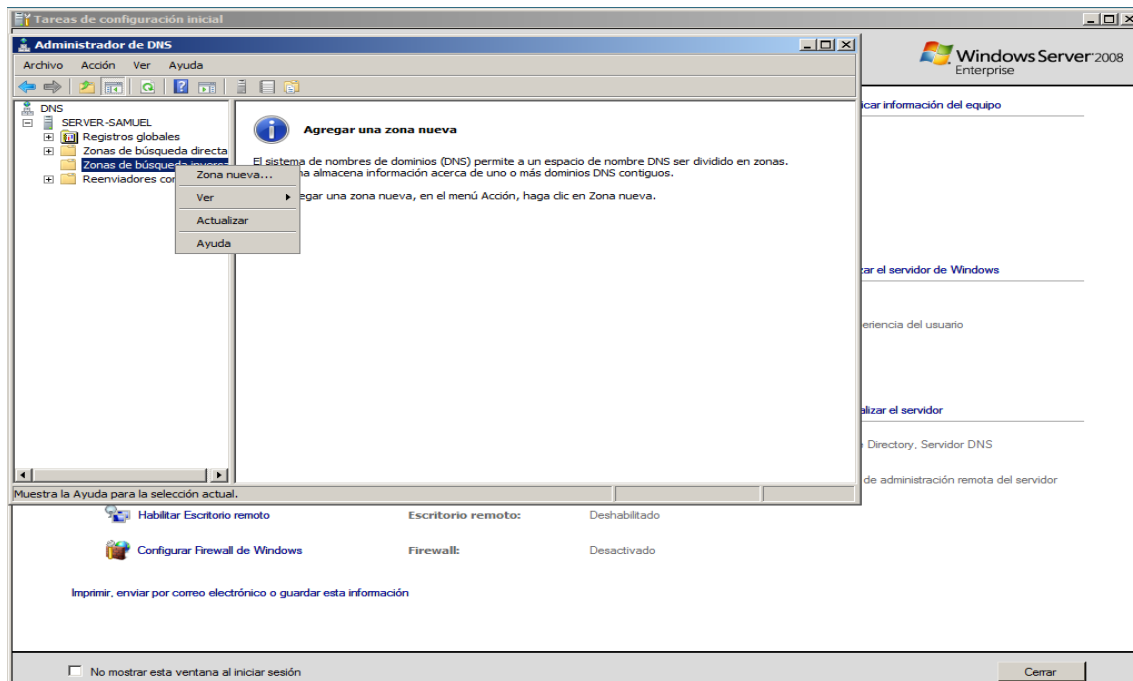 Tareas de configuración inicial
Administrador de DNS
Archivo Acción Ver Ayuda
DNS
SERVER-SAMUEL
Registros globales
Zonas de búsqueda directa
Zonas de búsqueda inversa
Reenviadores con
Zona nueva...
Ver
Actualizar
Ayuda
Agregar una zona nueva
El sistema de nombres de dominios (DNS) permite a un espacio de nombre DNS ser dividido en zonas.
na almacena información acerca de uno o más dominios DNS contiguos.
egar una zona nueva, en el menú Acción, haga clic en Zona nueva.
Muestra la Ayuda para la selección actual.
Windows Server 2008
Enterprise
icar información del equipo
zar el servidor de Windows
eriencia del usuario
alizar el servidor
Directory, Servidor DNS
de administración remota del servidor
Habilitar Escritorio remoto Escritorio remoto: Deshabilitado
Configurar Firewall de Windows Firewall: Desactivado
Imprimir, enviar por correo electrónico o guardar esta información
No mostrar esta ventana al iniciar sesión Cerrar